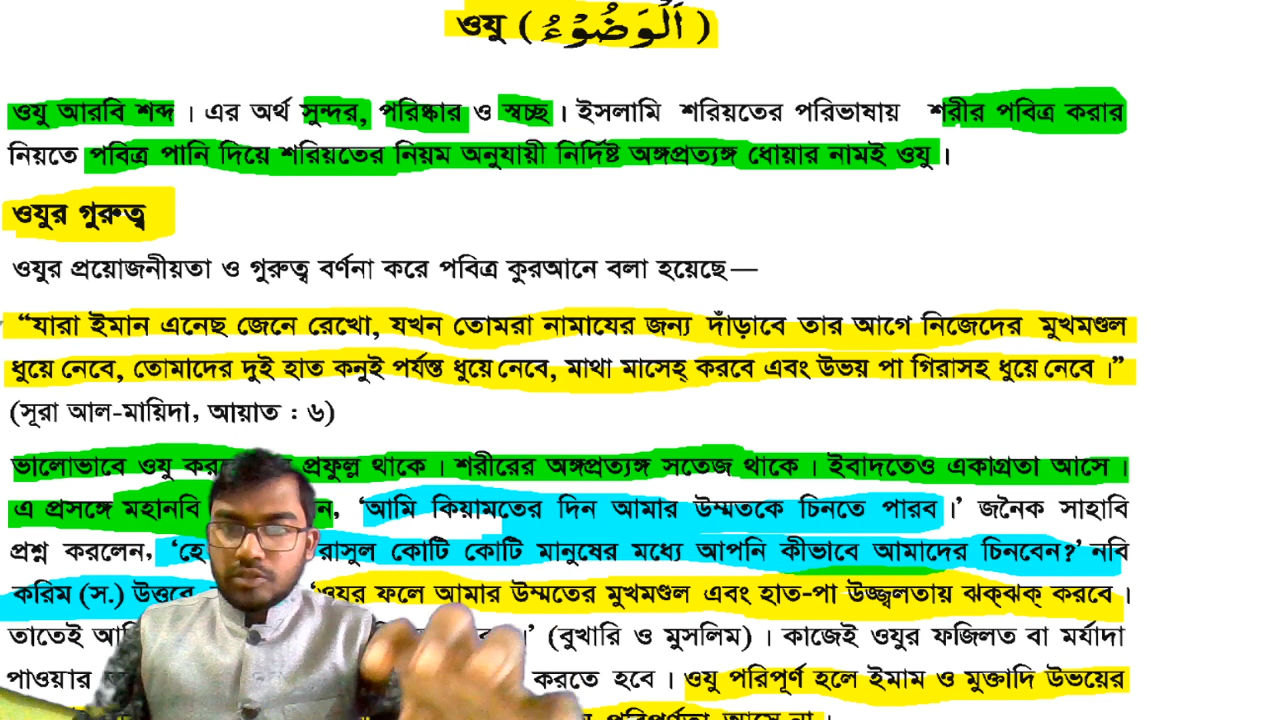 ওযু (اَلْوَضُوْءُ)
ওযু আরবি শব্দ । এর অর্থ সুন্দর, পরিষ্কার ও স্বচ্ছ । ইসলামি শরিয়তের পরিভাষায় শরীর পবিত্র করার
নিয়তে পবিত্র পানি দিয়ে শরিয়তের নিয়ম অনুযায়ী নির্দিষ্ট অঙ্গপ্রত্যঙ্গ ধোয়ার নামই ওযু ।
ওযুর গুরুত্ব
ওযুর প্রয়োজনীয়তা ও গুরুত্ব বর্ণনা করে পবিত্র কুরআনে বলা হয়েছে—
“যারা ইমান এনেছ জেনে রেখো, যখন তোমরা নামাযের জন্য দাঁড়াবে তার আগে নিজেদের মুখমণ্ডল
ধুয়ে নেবে, তোমাদের দুই হাত কনুই পর্যন্ত ধুয়ে নেবে, মাথা মাসেহ্ করবে এবং উভয় পা গিরাসহ ধুয়ে নেবে ।”
(সূরা আল-মায়িদা, আয়াত : ৬)
ভালোভাবে ওযু প্রফুল্ল থাকে । শরীরের অঙ্গপ্রত্যঙ্গ সতেজ থাকে । ইবাদতেও একাগ্রতা আসে ।
এ প্রসঙ্গে মহানবি ‘আমি কিয়ামতের দিন আমার উম্মতকে চিনতে পারব ।’ জনৈক সাহাবি
প্রশ্ন করলেন, ‘হে রাসুল কোটি কোটি মানুষের মধ্যে আপনি কীভাবে আমাদের চিনবেন?’ নবি
করিম (স.) উত্তরে ‘ওযুর ফলে আমার উম্মতের মুখমণ্ডল এবং হাত-পা উজ্জ্বলতায় ঝক্‌ঝক্ করবে ।
তাতেই (বুখারি ও মুসলিম) । কাজেই ওযুর ফজিলত বা মর্যাদা
পাওয়ার করতে হবে । ওযু পরিপূর্ণ হলে ইমাম ও মুক্তাদি উভয়ের
পরিপূর্ণতা আসে না ।